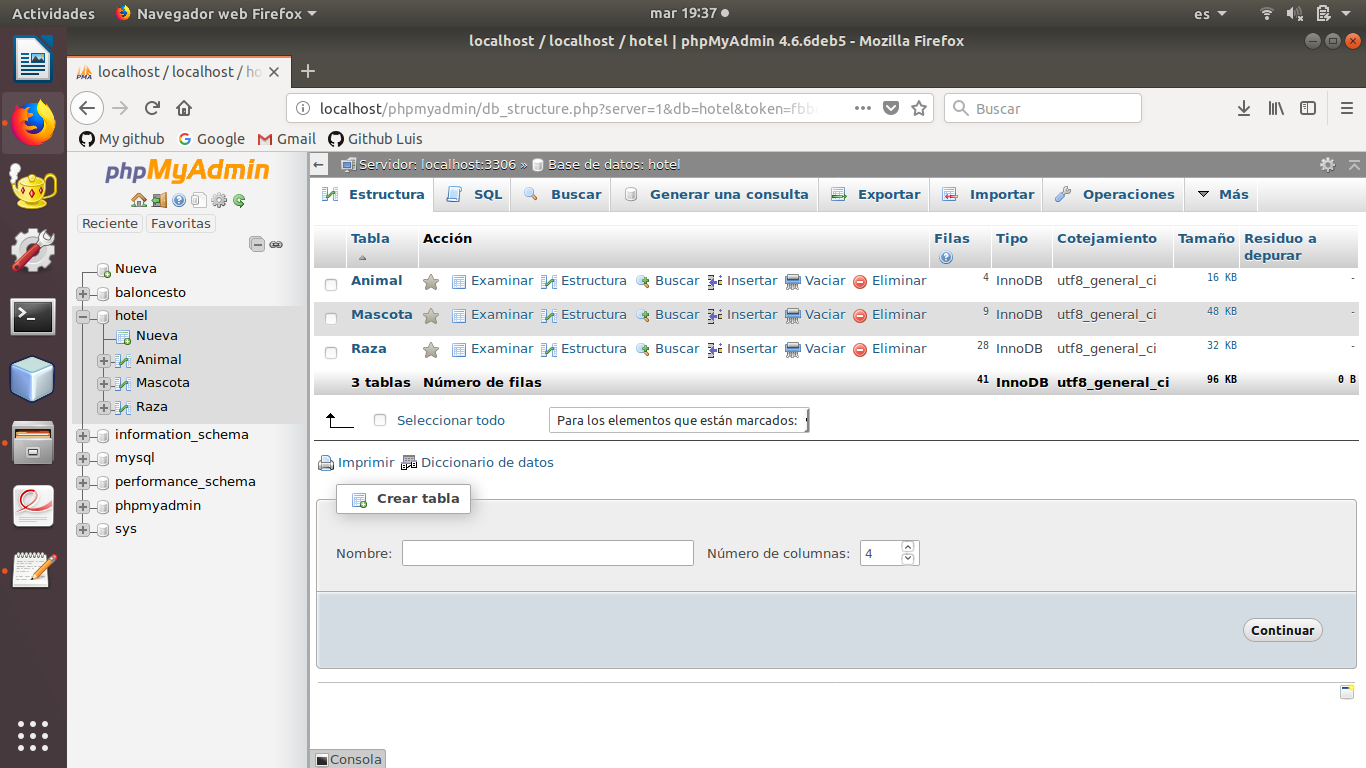 Actividades Navegador web Firefox mar 19:37 es
localhost / localhost / hotel | phpMyAdmin 4.6.6deb5 - Mozilla Firefox
localhost / localhost / ho
localhost/phpmyadmin/db_structure.php?server=1&db=hotel&token=fbb
Buscar
My github Google Gmail Github Luis
phpMyAdmin
Reciente Favoritas
Nueva
baloncesto
hotel
Nueva
Animal
Mascota
Raza
information_schema
mysql
performance_schema
phpmyadmin
sys
Servidor: localhost:3306 » Base de datos: hotel
Estructura SQL Buscar Generar una consulta Exportar Importar Operaciones Más
Tabla Acción Filas Tipo Cotejamiento Tamaño Residuo a depurar
Animal Examinar Estructura Buscar Insertar Vaciar Eliminar 4 InnoDB utf8_general_ci 16 KB -
Mascota Examinar Estructura Buscar Insertar Vaciar Eliminar 9 InnoDB utf8_general_ci 48 KB -
Raza Examinar Estructura Buscar Insertar Vaciar Eliminar 28 InnoDB utf8_general_ci 32 KB -
3 tablas Número de filas 41 InnoDB utf8_general_ci 96 KB 0 B
Seleccionar todo Para los elementos que están marcados:
Imprimir Diccionario de datos
Crear tabla
Nombre: Número de columnas: 4
Continuar
Consola